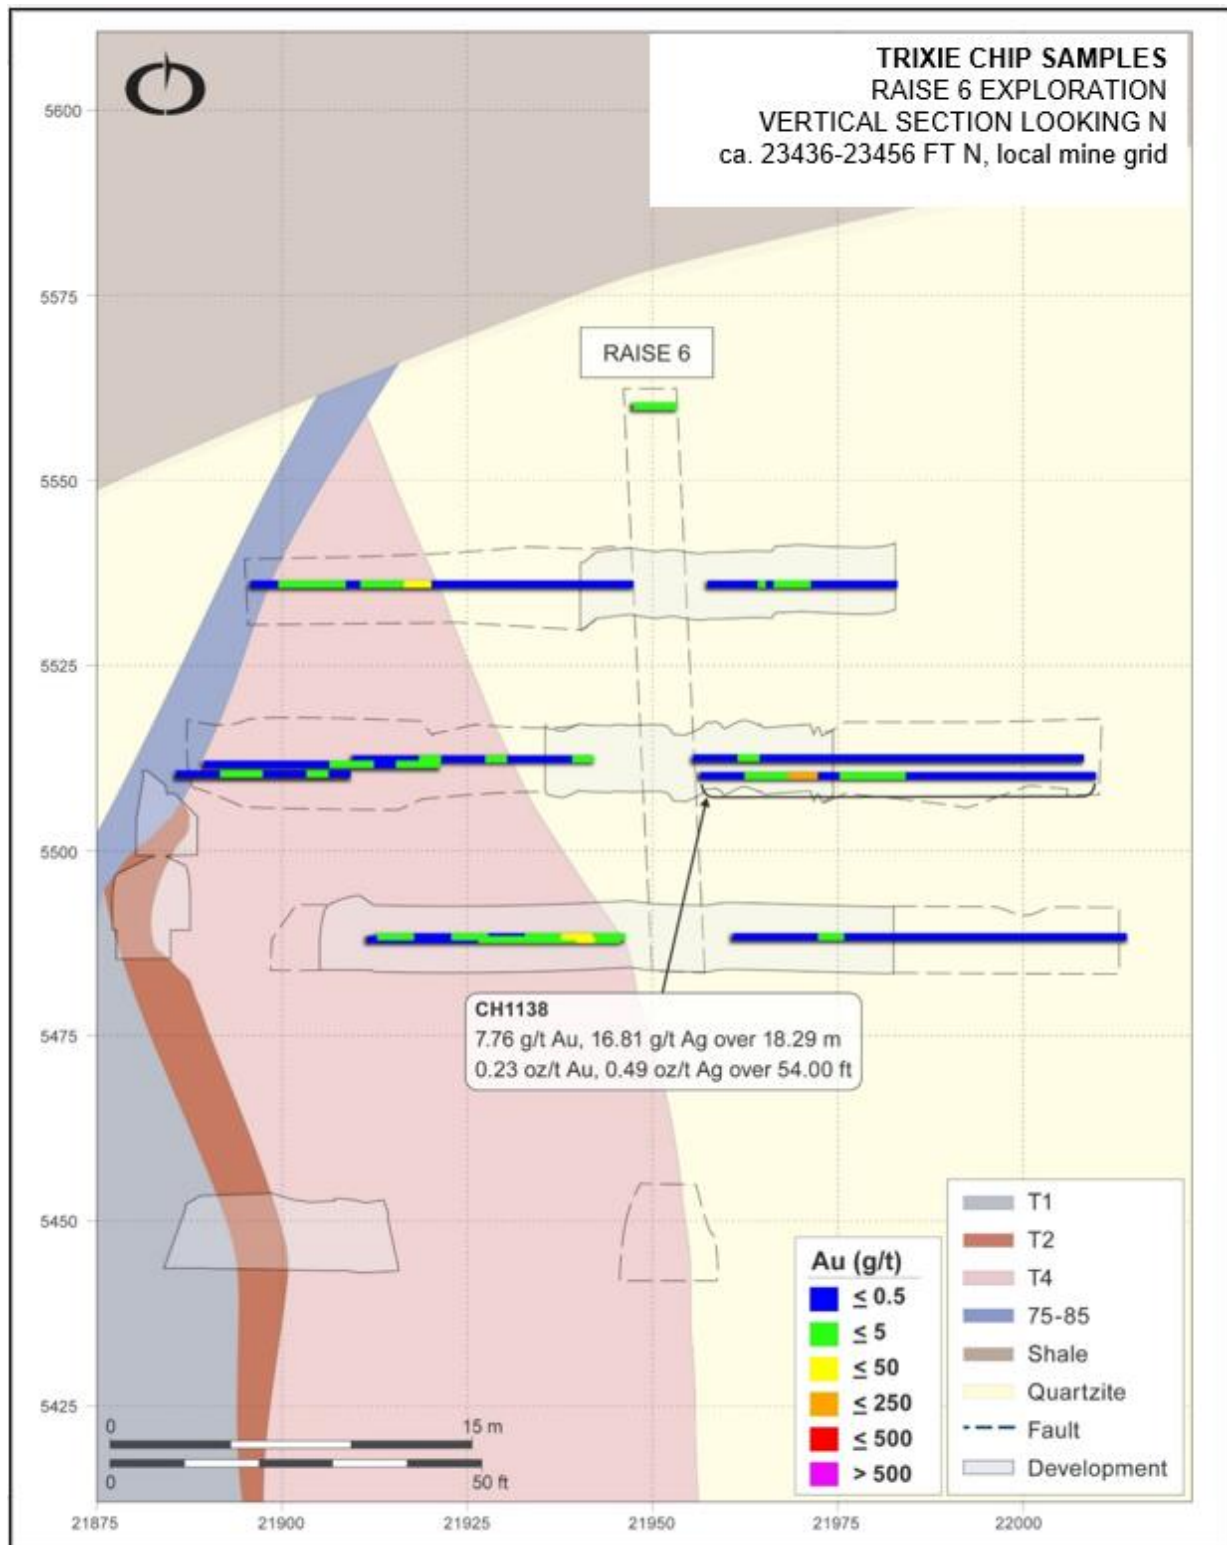 TRIXIE CHIP SAMPLES
RAISE 6 EXPLORATION
VERTICAL SECTION LOOKING N
ca. 23436-23456 FT N, local mine grid
5600
5575
RAISE 6
5550
5525
5500
CH1138
7.76 g/t Au, 16.81 g/t Ag over 18.29 m
0.23 oz/t Au, 0.49 oz/t Ag over 54.00 ft
5475
5450
5425
Au (g/t)
≤ 0.5
≤ 5
≤ 50
≤ 250
≤ 500
> 500
T1
T2
T4
75-85
Shale
Quartzite
Fault
Development
0 15 m
0 50 ft
21875 21900 21925 21950 21975 22000